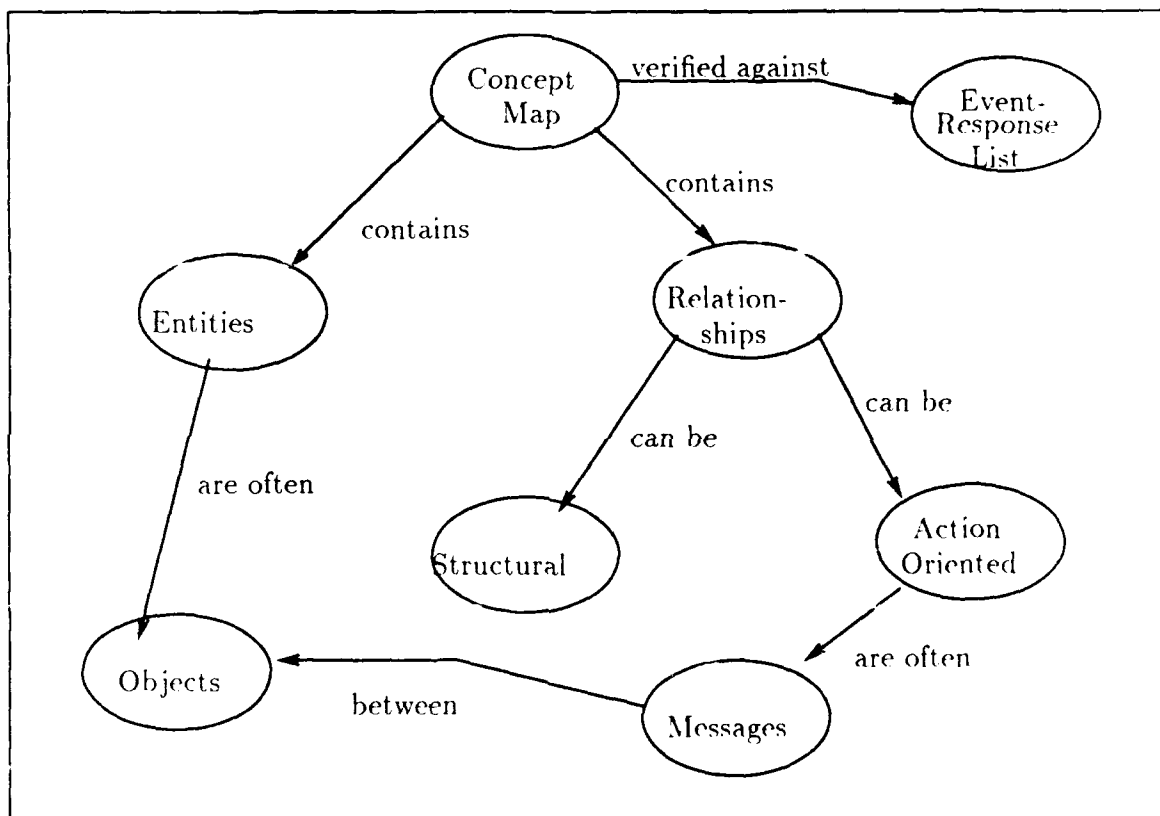 Concept
Map
verified against
Event-
Response
List
contains
contains
Entities
Relation-
ships
can be
can be
are often
Structural
Action
Oriented
Objects
are often
between
Messages